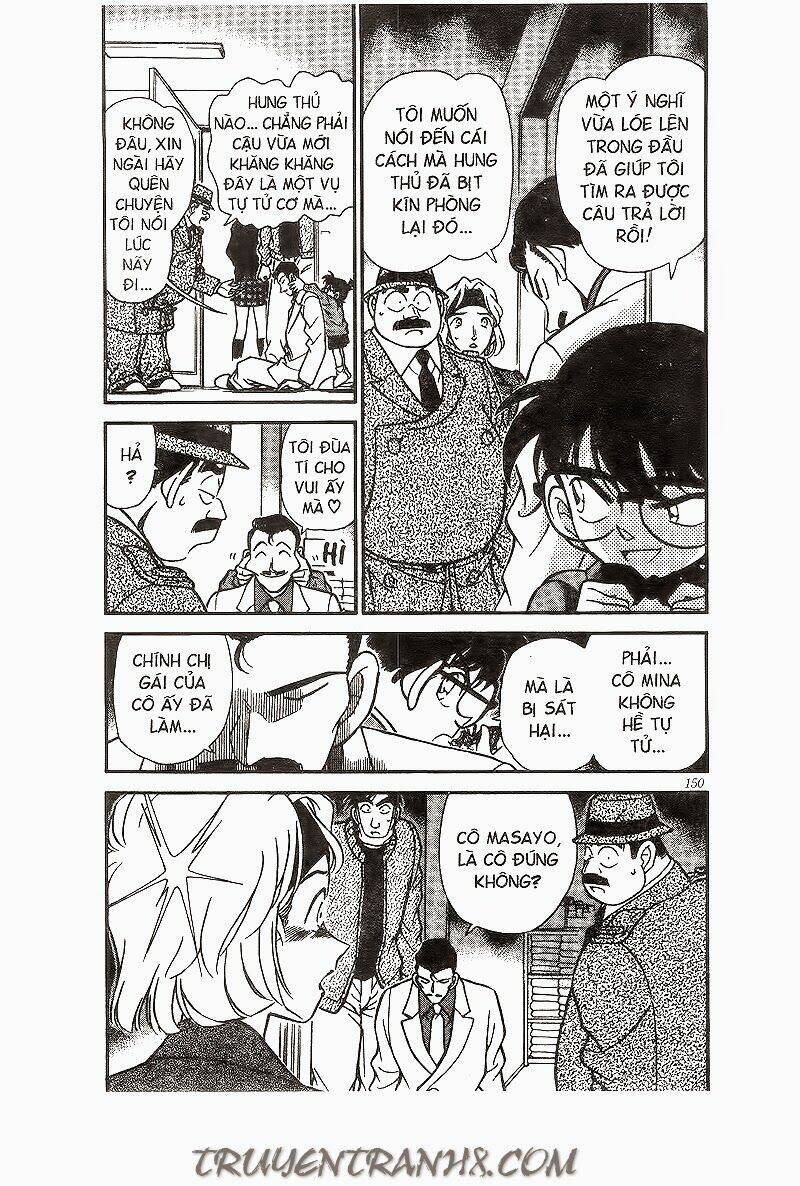 MỘT Ý NGHĨ
VỪA LÓE LÊN
TRONG ĐẦU
ĐÃ GIÚP TÔI
TÌM RA ĐƯỢC
CÂU TRẢ LỜI
RỒI!
TÔI MUỐN
NÓI ĐẾN CÁI
CÁCH MÀ HUNG
THỦ ĐÃ BỊT
KÍN PHÒNG
LẠI ĐÓ...
HUNG THỦ
NÀO... CHẲNG PHẢI
CẬU VỪA MỚI
KHĂNG KHĂNG
ĐÂY LÀ MỘT VỤ
TỰ TỬ CƠ MÀ...
KHÔNG
ĐÂU, XIN
NGÀI HÃY
QUÊN
CHUYỆN
TÔI NÓI
LÚC
NÃY
ĐI...
TÔI ĐÙA
TÍ CHO
VUI ẤY
MÀ♡
HÌ
HẢ
?
PHẢI...
CÔ MINA
KHÔNG
HỀ TỰ
TỬ...
MÀ LÀ
BỊ SÁT
HẠI...
CHÍNH CHỊ
GÁI CỦA
CÔ ẤY ĐÃ
LÀM...
150
CÔ MASAYO,
LÀ CÔ ĐÚNG
KHÔNG?
TRUYENTRANH8.COM